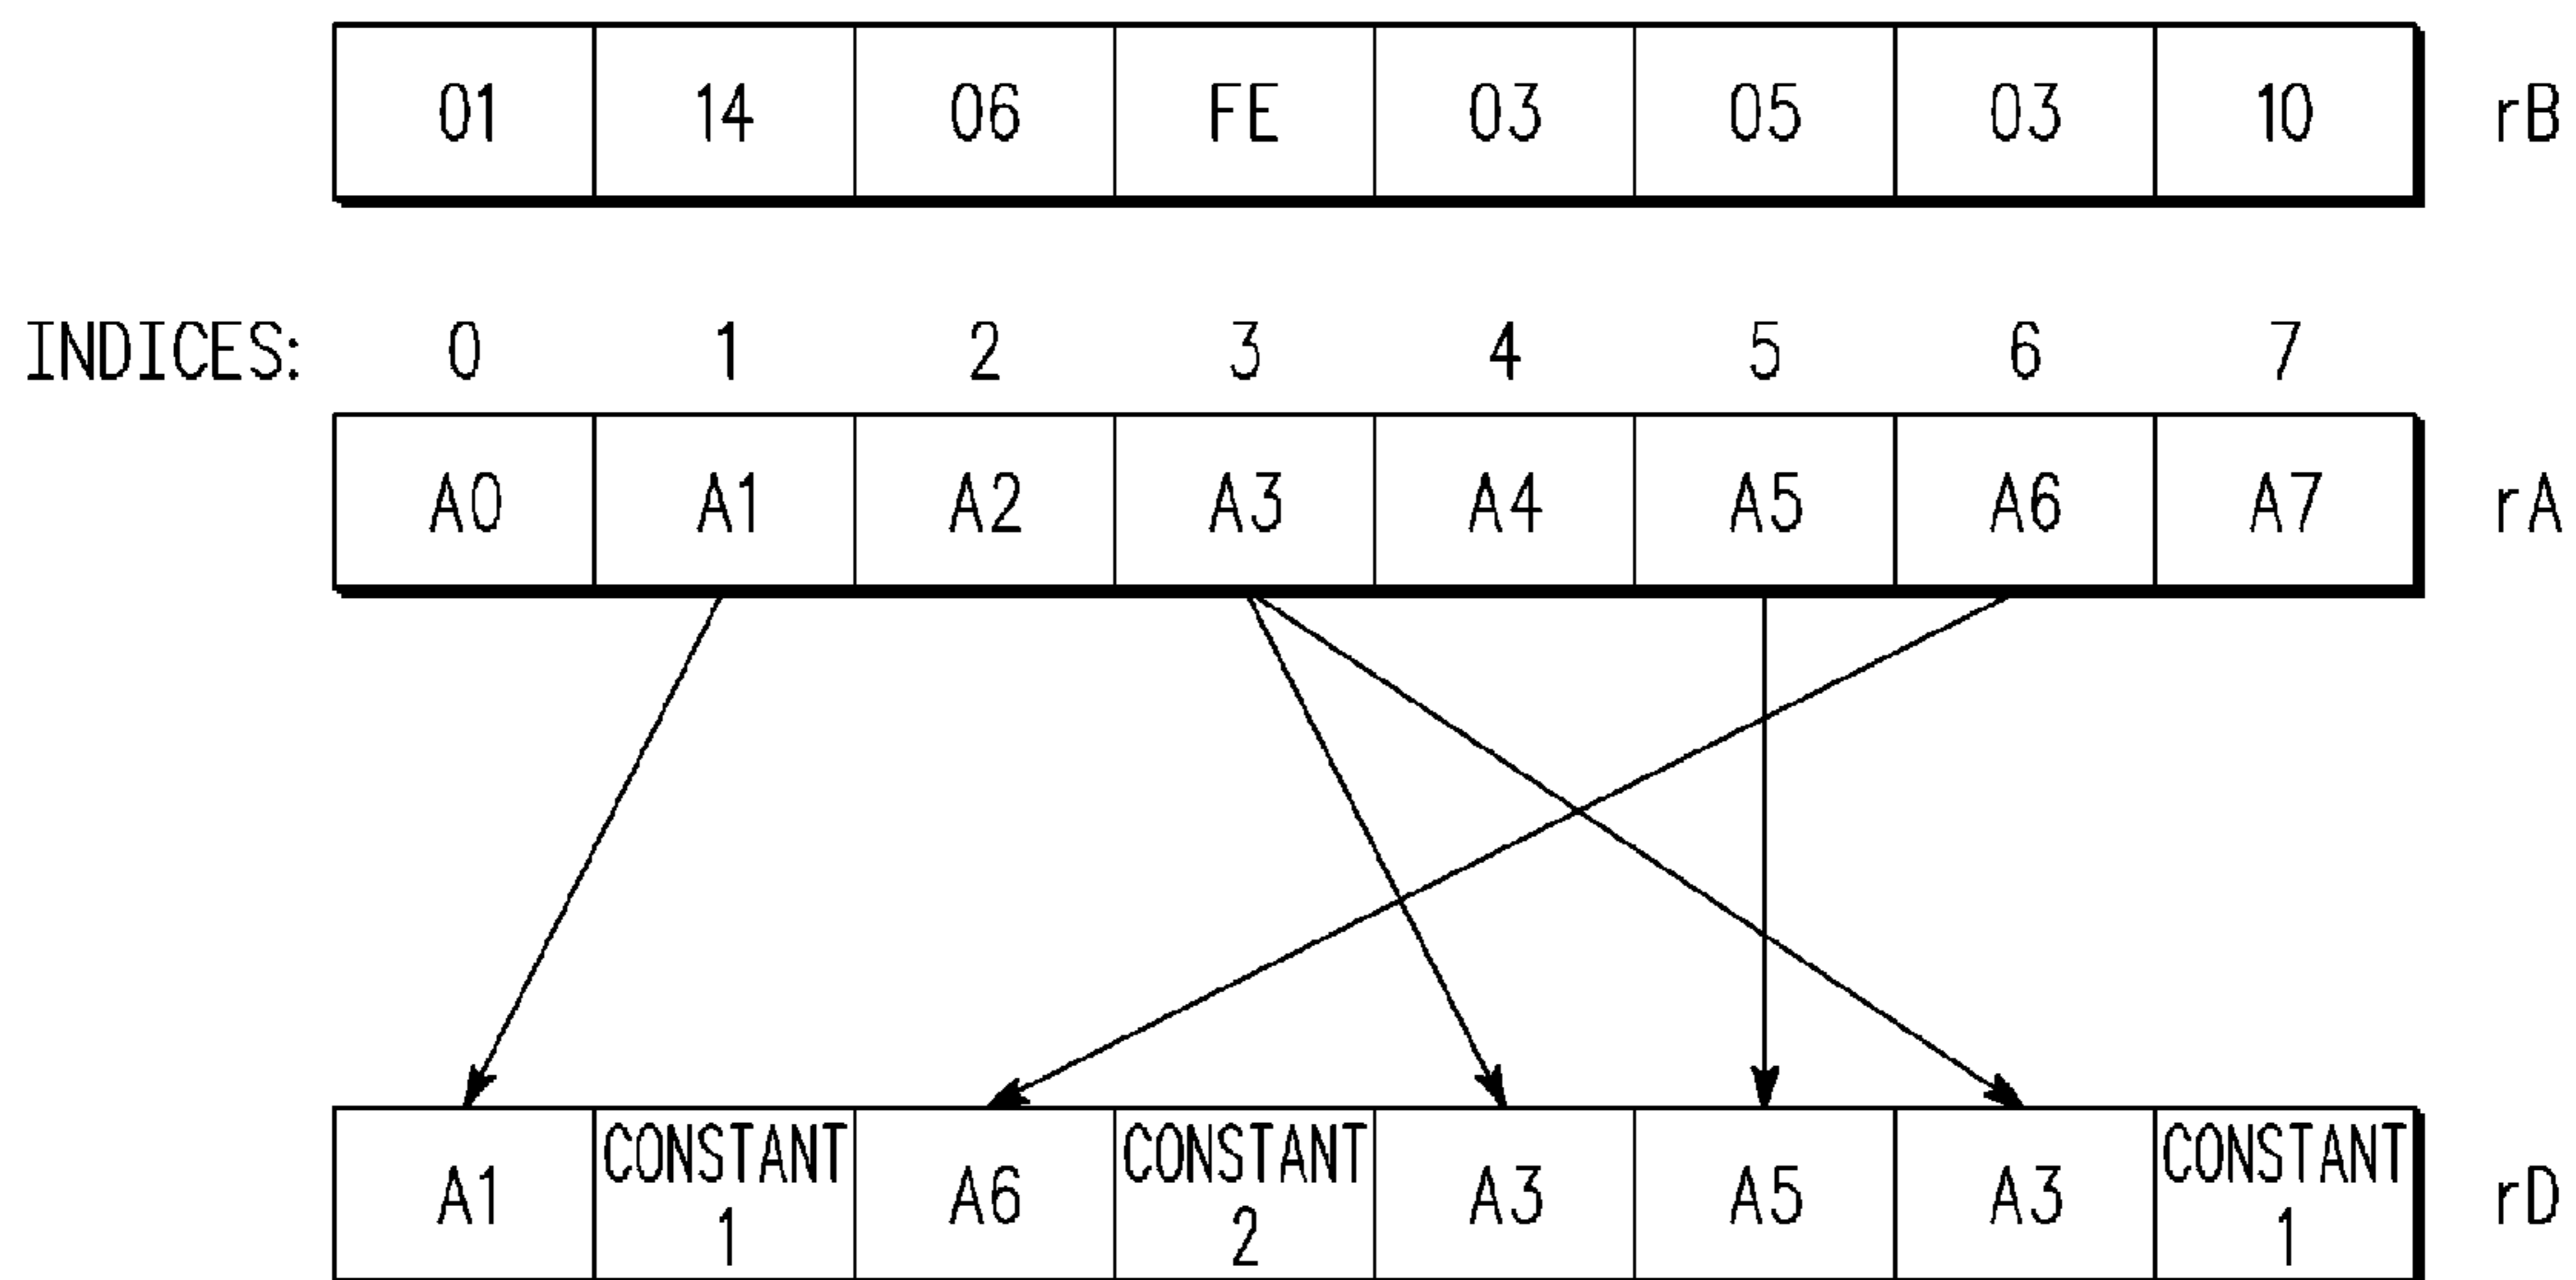 01 14 06 FE 03 05 03 10 rB
INDICES: 0 1 2 3 4 5 6 7
A0 A1 A2 A3 A4 A5 A6 A7 rA
A1 CONSTANT 1 A6 CONSTANT 2 A3 A5 A3 CONSTANT 1 rD